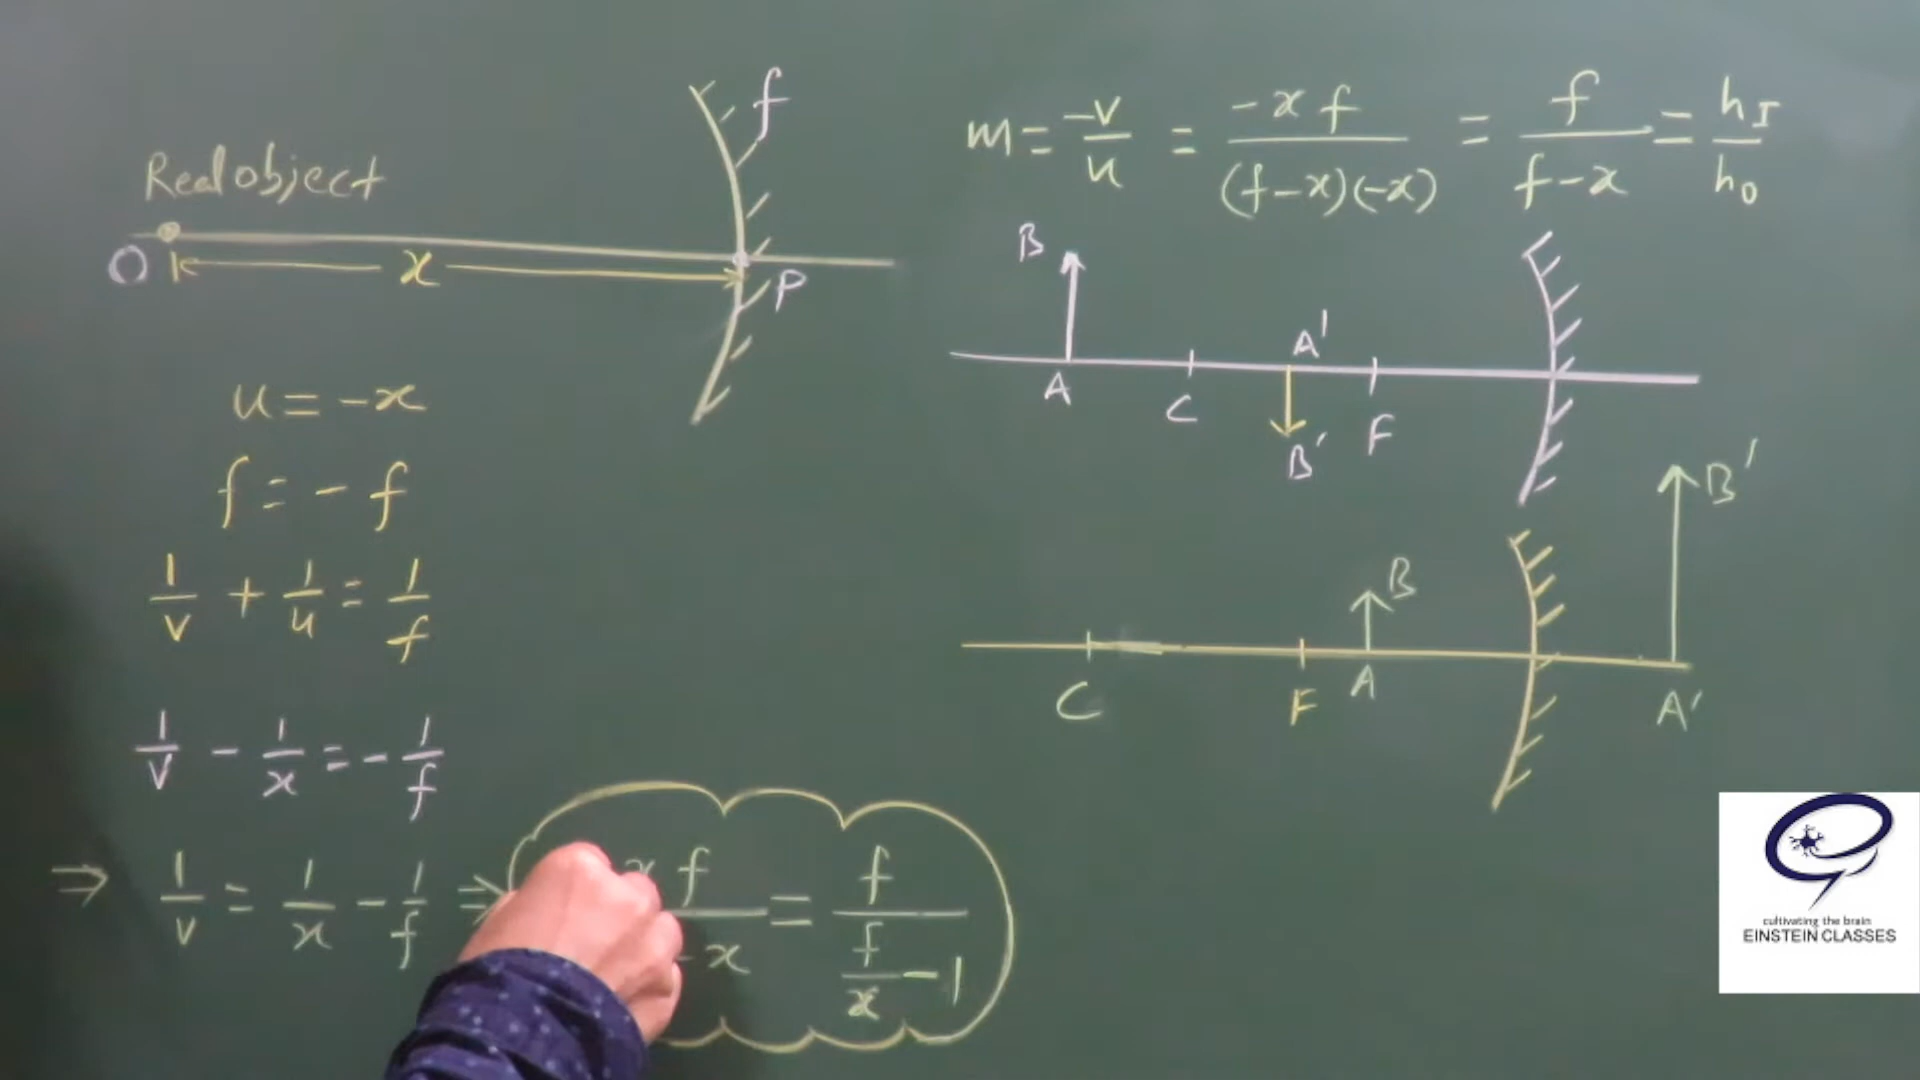 f
Real object
O x P
u = -x
f = - f
1/v + 1/u = 1/f
1/v - 1/x = - 1/f
⇒ 1/v = 1/x - 1/f ⇒ x f / - x = f / (f/x - 1)
m = -v/u = -x f / (f-x)(-x) = f / f-x = hI / h0
B
A'
A C B' F
B'
B
C F A A'
cultivating the brain
EINSTEIN CLASSES